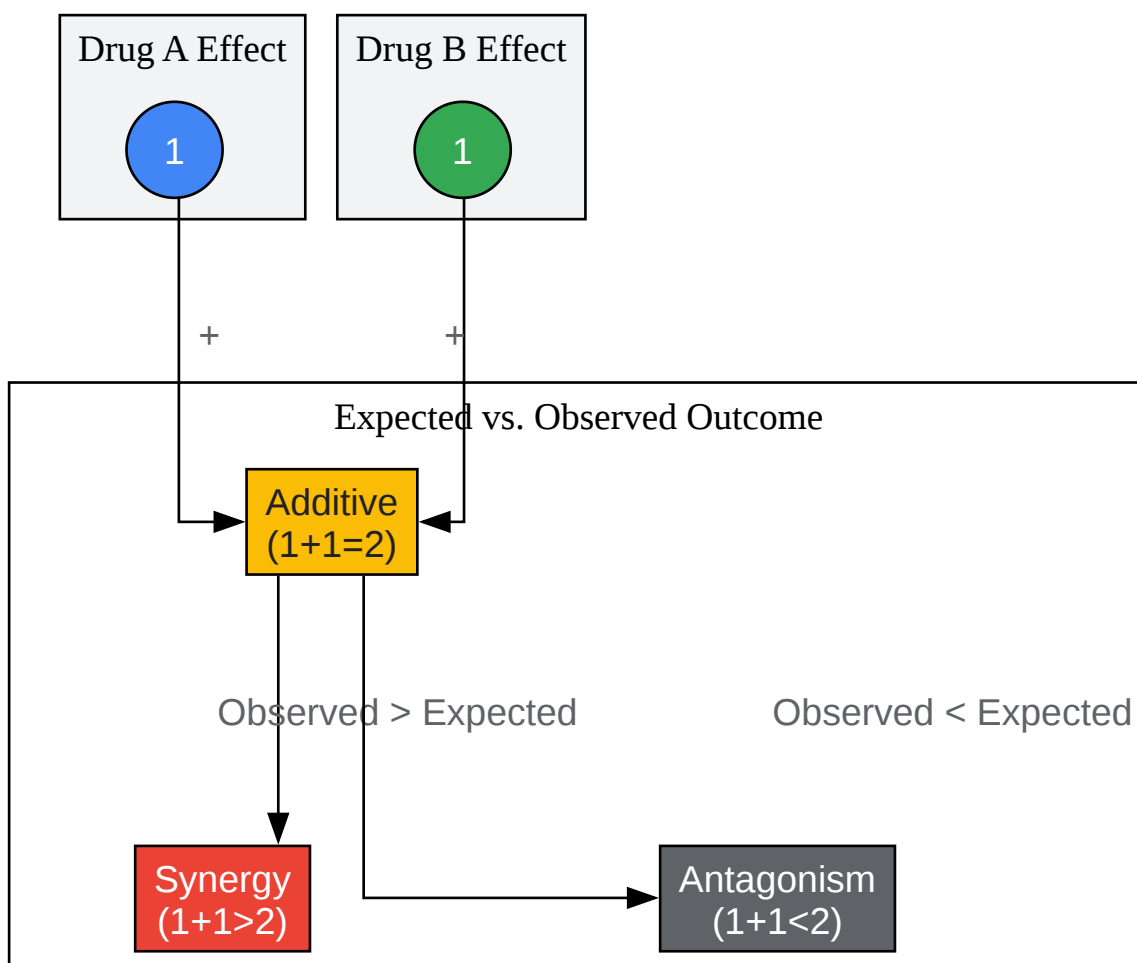 Drug A Effect
Drug B Effect
1
1
+
+
Expected vs. Observed Outcome
Additive
(1+1=2)
Observed > Expected
Observed < Expected
Synergy
(1+1>2)
Antagonism
(1+1<2)